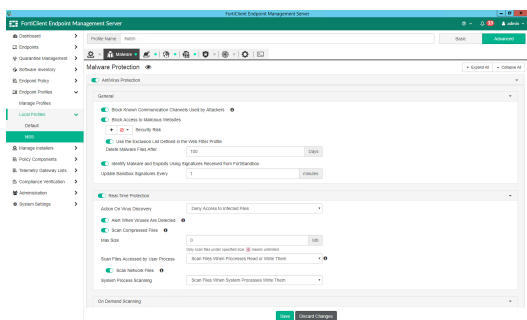 FortiClient Endpoint Management Server
FortiClient Endpoint Management Server
admin
Dashboard
Endpoints
Quarantine Management
Software Inventory
Endpoint Policy
Endpoint Profiles
Manage Profiles
Local Profiles
Default
Manage Installers
Policy Components
Telemetry Gateway Lists
Compliance Verification
Administration
System Settings
Profile Name
Basic
Advanced
Malware
Malware Protection
Expand All
Collapse All
AntiVirus Protection
General
Block Known Communication Channels Used by Attackers
Block Access to Malicious Websites
Security Risk
Use the Exclusion List Defined in the Web Filter Profile
Delete Malware Files After
100
Days
Identify Malware and Exploits Using Signatures Received from FortiSandbox
Update Sandbox Signatures Every
1
minutes
Real-Time Protection
Action On Virus Discovery
Deny Access to Infected Files
Alert When Viruses Are Detected
Scan Compressed Files
Max Size
0
MB
Only scan files under specified size. 0 means unlimited
Scan Files Accessed by User Process
Scan Files When Processes Read or Write Them
Scan Network Files
System Process Scanning
Scan Files When System Processes Write Them
On Demand Scanning
Save
Discard Changes